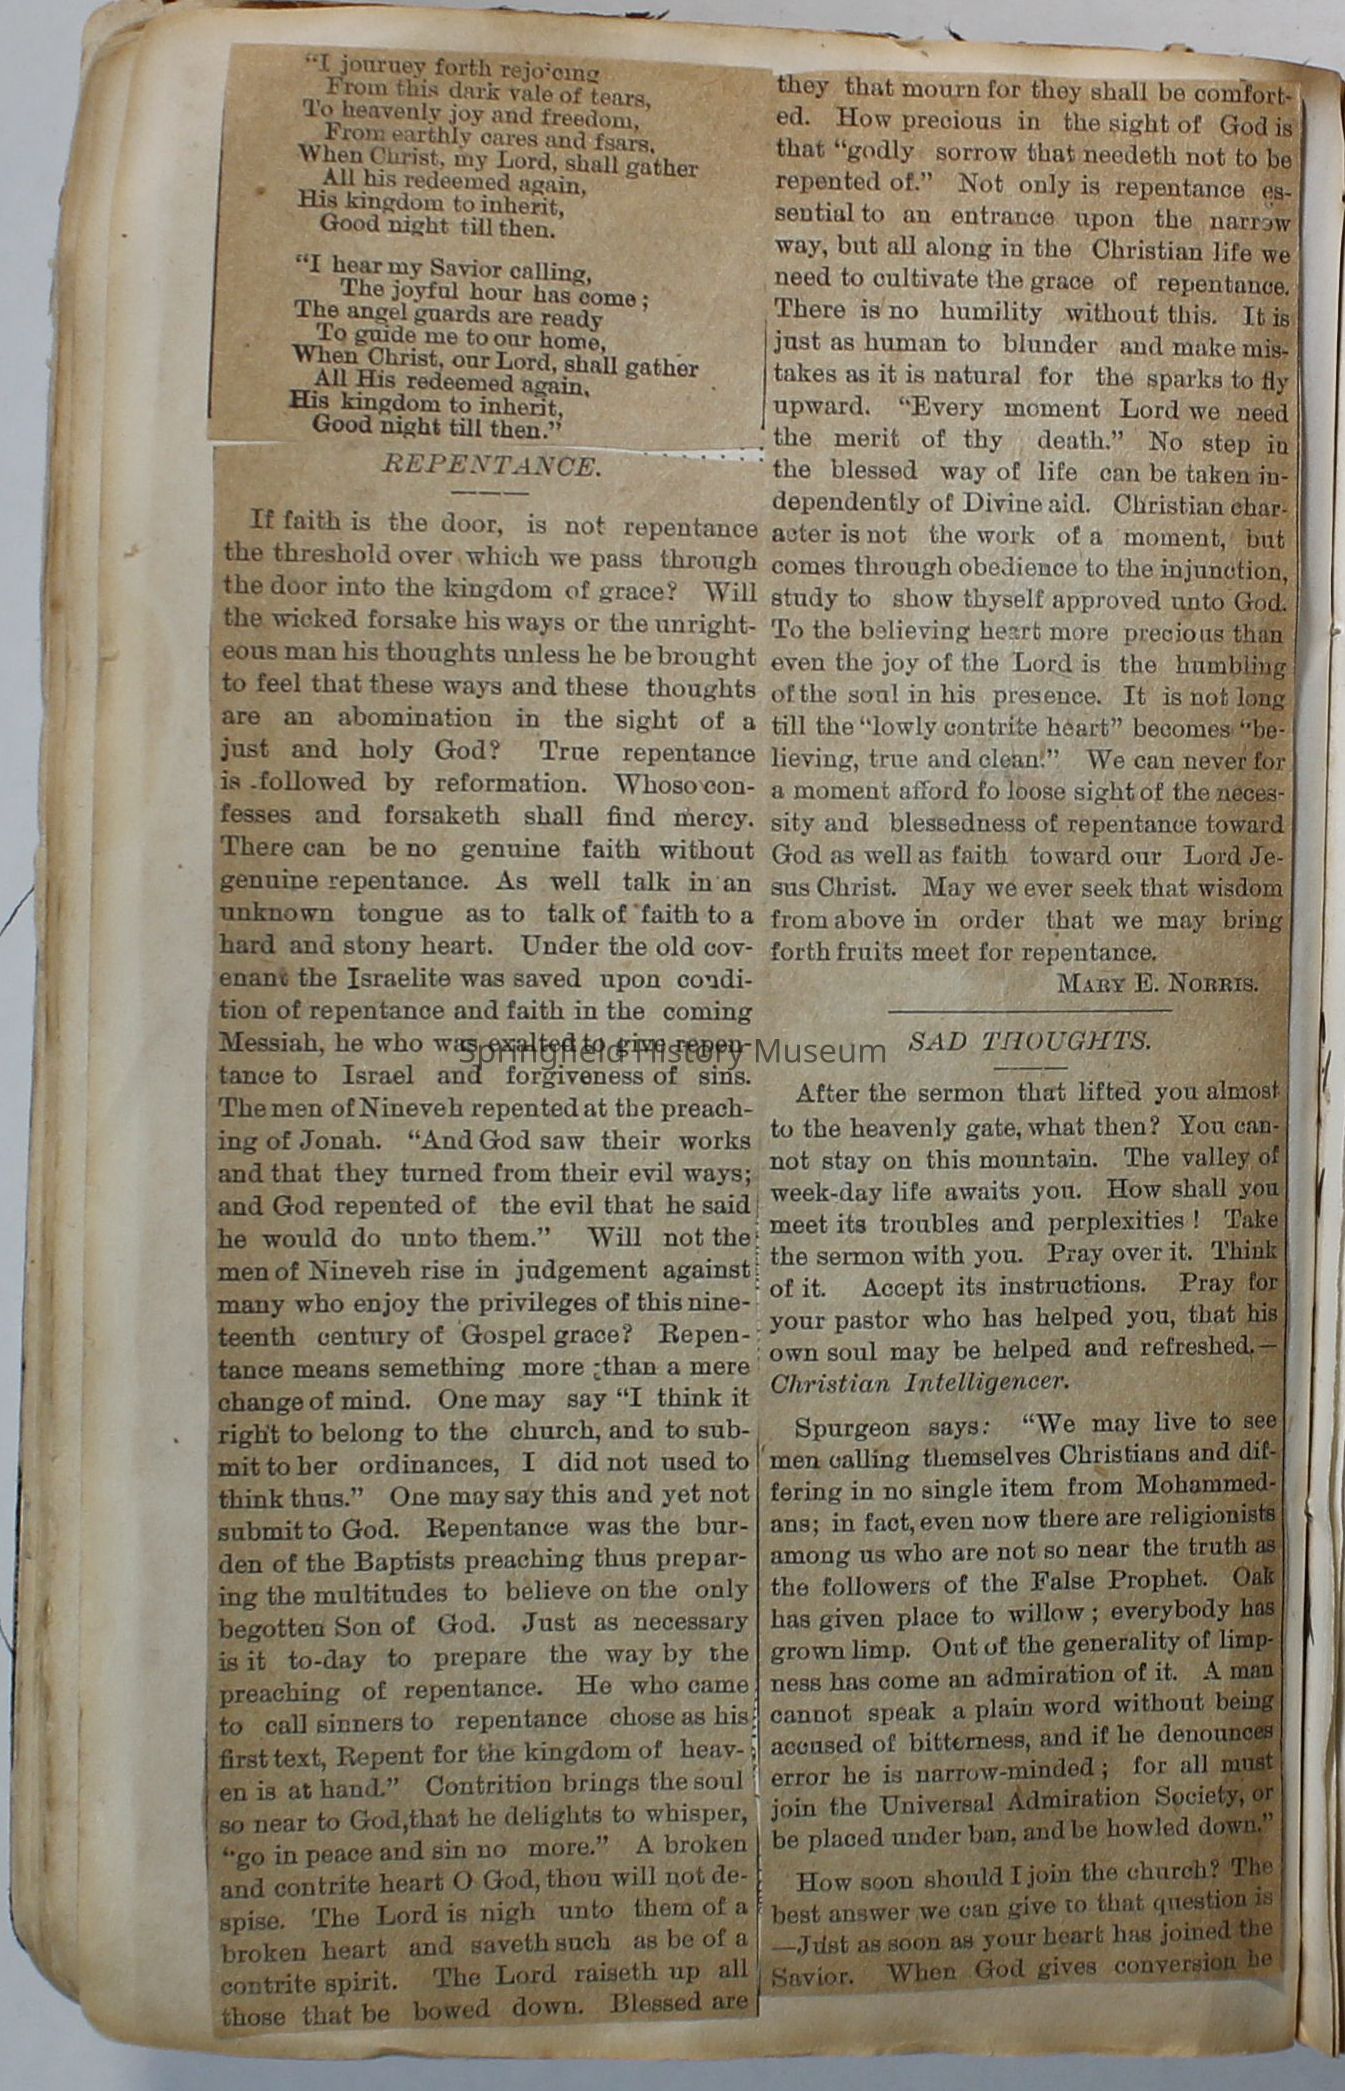 "I journey forth rejoicing
From this dark vale of tears,
To heavenly joy and freedom,
From earthly cares and fsars.
When Christ, my Lord, shall gather
All his redeemed again,
His kingdom to inherit,
Good night till then.
"I hear my Savior calling,
The joyful hour has come;
The angel guards are ready
To guide me to our home,
When Christ, our Lord, shall gather
All His redeemed again,
His kingdom to inherit,
Good night till then."
REPENTANCE.
If faith is the door, is not repentance
the threshold over which we pass through
the door into the kingdom of grace? Will
the wicked forsake his ways or the unright-
eous man his thoughts unless he be brought
to feel that these ways and these thoughts
are an abomination in the sight of a
just and holy God? True repentance
is followed by reformation. Whoso con-
fesses and forsaketh shall find mercy.
There can be no genuine faith without
genuine repentance. As well talk in an
unknown tongue as to talk of faith to a
hard and stony heart. Under the old cov-
enant the Israelite was saved upon condi-
tion of repentance and faith in the coming
Messiah, he who was exalted to give repen-
tance to Israel and forgiveness of sins.
The men of Nineveh repented at the preach-
ing of Jonah. "And God saw their works
and that they turned from their evil ways;
and God repented of the evil that he said
he would do unto them." Will not the
men of Nineveh rise in judgement against
many who enjoy the privileges of this nine-
teenth century of Gospel grace? Repen-
tance means semething more than a mere
change of mind. One may say "I think it
right to belong to the church, and to sub-
mit to her ordinances, I did not used to
think thus." One may say this and yet not
submit to God. Repentance was the bur-
den of the Baptists preaching thus prepar-
ing the multitudes to believe on the only
begotten Son of God. Just as necessary
is it to-day to prepare the way by the
preaching of repentance. He who came
to call sinners to repentance chose as his
first text, Repent for the kingdom of heav-
en is at hand." Contrition brings the soul
so near to God, that he delights to whisper,
"go in peace and sin no more." A broken
and contrite heart O God, thou will not de-
spise. The Lord is nigh unto them of a
broken heart and saveth such as be of a
contrite spirit. The Lord raiseth up all
those that be bowed down. Blessed are
they that mourn for they shall be comfort-
ed. How precious in the sight of God is
that "godly sorrow that needeth not to be
repented of." Not only is repentance es-
sential to an entrance upon the narrow
way, but all along in the Christian life we
need to cultivate the grace of repentance.
There is no humility without this. It is
just as human to blunder and make mis-
takes as it is natural for the sparks to fly
upward. "Every moment Lord we need
the merit of thy death." No step in
the blessed way of life can be taken in-
dependently of Divine aid. Christian char-
acter is not the work of a moment, but
comes through obedience to the injunction,
study to show thyself approved unto God.
To the believing heart more precious than
even the joy of the Lord is the humbling
of the soul in his presence. It is not long
till the "lowly contrite heart" becomes "be-
lieving, true and clean." We can never for
a moment afford fo loose sight of the neces-
sity and blessedness of repentance toward
God as well as faith toward our Lord Je-
sus Christ. May we ever seek that wisdom
from above in order that we may bring
forth fruits meet for repentance.
MARY E. NORRIS.
SAD THOUGHTS.
After the sermon that lifted you almost
to the heavenly gate, what then? You can-
not stay on this mountain. The valley of
week-day life awaits you. How shall you
meet its troubles and perplexities! Take
the sermon with you. Pray over it. Think
of it. Accept its instructions. Pray for
your pastor who has helped you, that his
own soul may be helped and refreshed.—
Christian Intelligencer.
Spurgeon says: "We may live to see
men calling themselves Christians and dif-
fering in no single item from Mohammed-
ans; in fact, even now there are religionists
among us who are not so near the truth as
the followers of the False Prophet. Oak
has given place to willow; everybody has
grown limp. Out of the generality of limp-
ness has come an admiration of it. A man
cannot speak a plain word without being
accused of bitterness, and if he denounces
error he is narrow-minded; for all must
join the Universal Admiration Society, or
be placed under ban, and be howled down."
How soon should I join the church? The
best answer we can give to that question is
—Just as soon as your heart has joined the
Savior. When God gives conversion he
Springfield History Museum